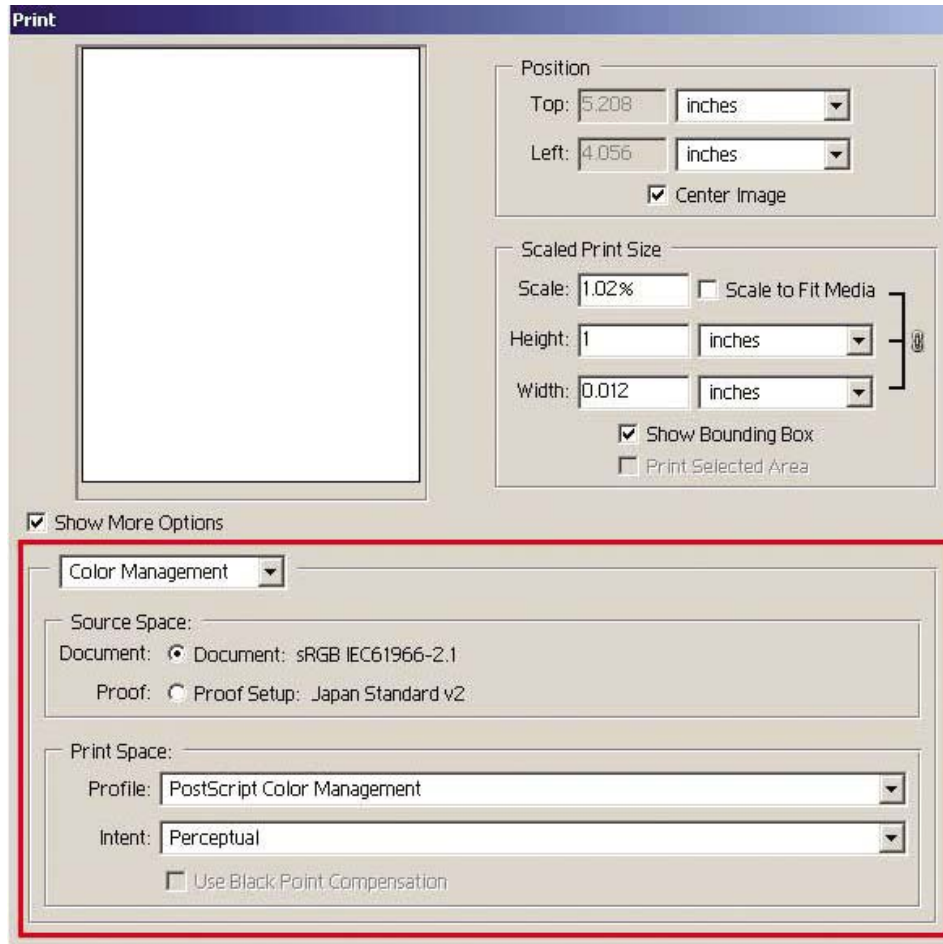 Print
Position
Top: 5.208 inches
Left: 4.056 inches
Center Image
Scaled Print Size
Scale: 1.02% Scale to Fit Media
Height: 1 inches
Width: 0.012 inches
Show Bounding Box
Print Selected Area
Show More Options
Color Management
Source Space:
Document: Document: sRGB IEC61966-2.1
Proof: Proof Setup: Japan Standard v2
Print Space:
Profile: PostScript Color Management
Intent: Perceptual
Use Black Point Compensation